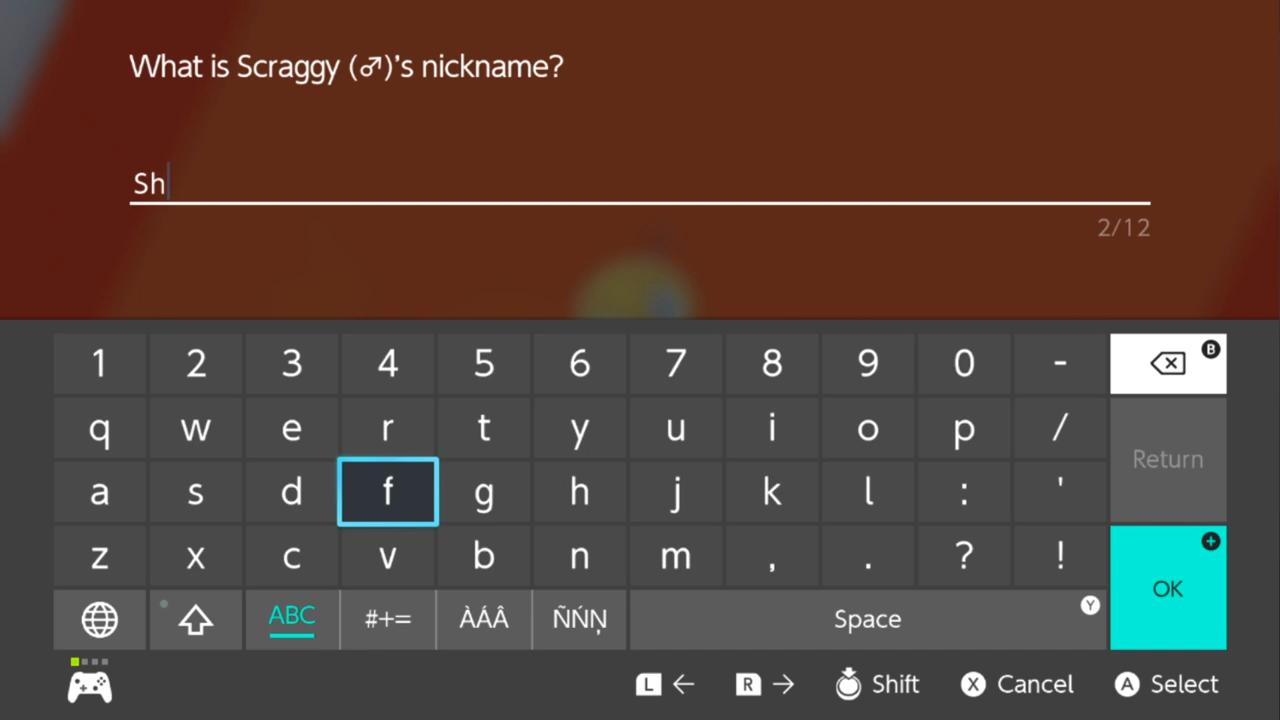 What is Scraggy (♂)'s nickname?
Sh
2/12
1 2 3 4 5 6 7 8 9 0 - B
q w e r t y u i o p / Return
a s d f g h j k l : '
z x c v b n m , . ? ! + OK
ABC #+= ÀÁÂ ÑŃŅ Space Y
L ← R → Shift X Cancel A Select